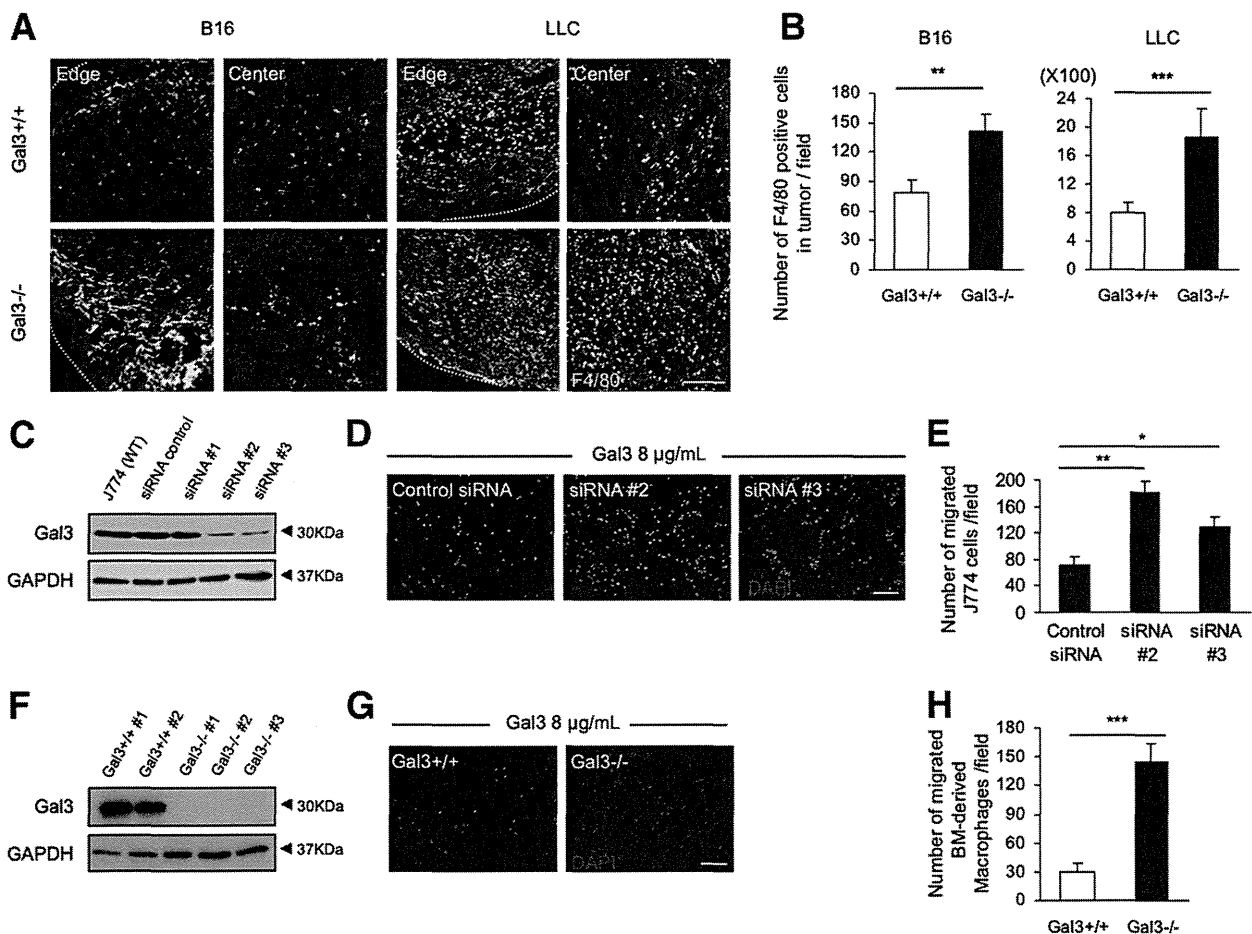 A
B16
LLC
Edge
Center
Edge
Center
Gal3+/+
Gal3-/-
F4/80
B
B16
LLC
Number of F4/80 positive cells
in tumor / field
**
180
150
120
90
60
30
0
Gal3+/+
Gal3-/-
(X100)
***
24
20
16
12
8
4
0
Gal3+/+
Gal3-/-
C
J774 (WT)
siRNA control
siRNA #1
siRNA #2
siRNA #3
Gal3
30KDa
GAPDH
37KDa
D
Gal3 8 µg/mL
Control siRNA
siRNA #2
siRNA #3
DAPI
E
Number of migrated
J774 cells /field
*
**
200
160
120
80
40
0
Control
siRNA
siRNA
#2
siRNA
#3
F
Gal3+/+ #1
Gal3+/+ #2
Gal3-/- #1
Gal3-/- #2
Gal3-/- #3
Gal3
30KDa
GAPDH
37KDa
G
Gal3 8 µg/mL
Gal3+/+
Gal3-/-
DAPI
H
Number of migrated
BM-derived
Macrophages /field
***
180
150
120
90
60
30
0
Gal3+/+
Gal3-/-